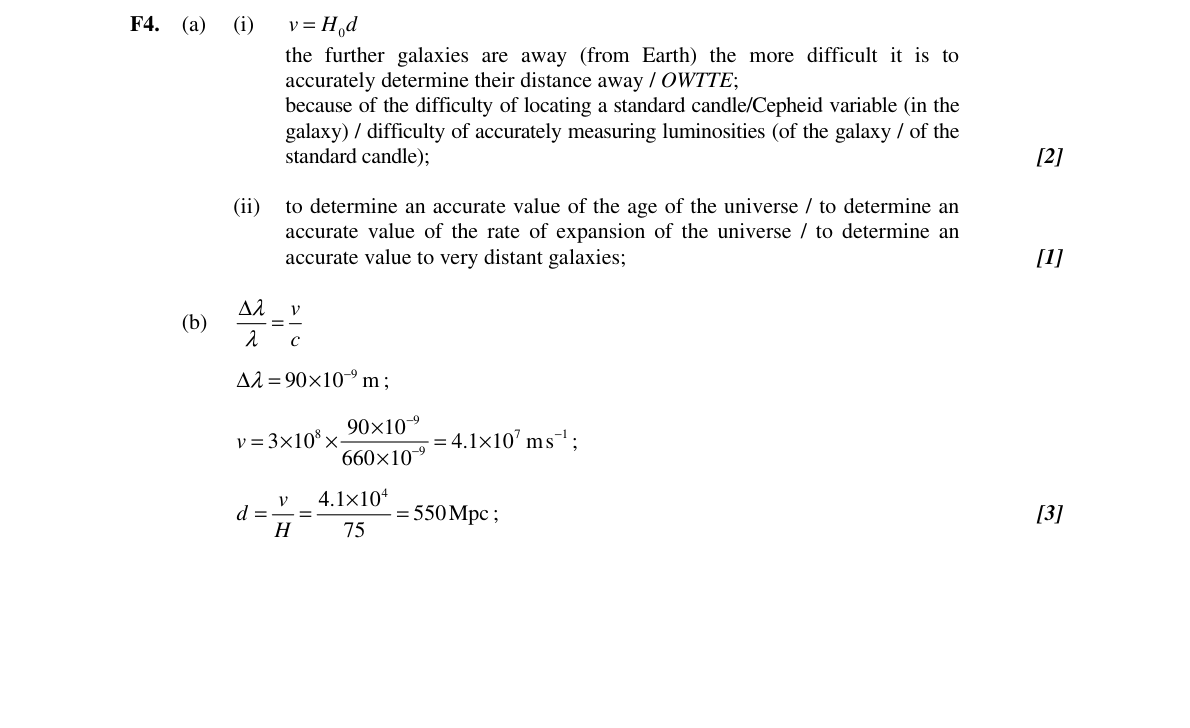 F4. (a) (i) v = H₀d
the further galaxies are away (from Earth) the more difficult it is to
accurately determine their distance away / OWTTE;
because of the difficulty of locating a standard candle/Cepheid variable (in the
galaxy) / difficulty of accurately measuring luminosities (of the galaxy / of the
standard candle); [2]
(ii) to determine an accurate value of the age of the universe / to determine an
accurate value of the rate of expansion of the universe / to determine an
accurate value to very distant galaxies; [1]
(b) Δλ/λ = v/c
Δλ = 90×10⁻⁹ m ;
v = 3×10⁸ × 90×10⁻⁹/660×10⁻⁹ = 4.1×10⁷ m s⁻¹ ;
d = v/H = 4.1×10⁴/75 = 550 Mpc ; [3]